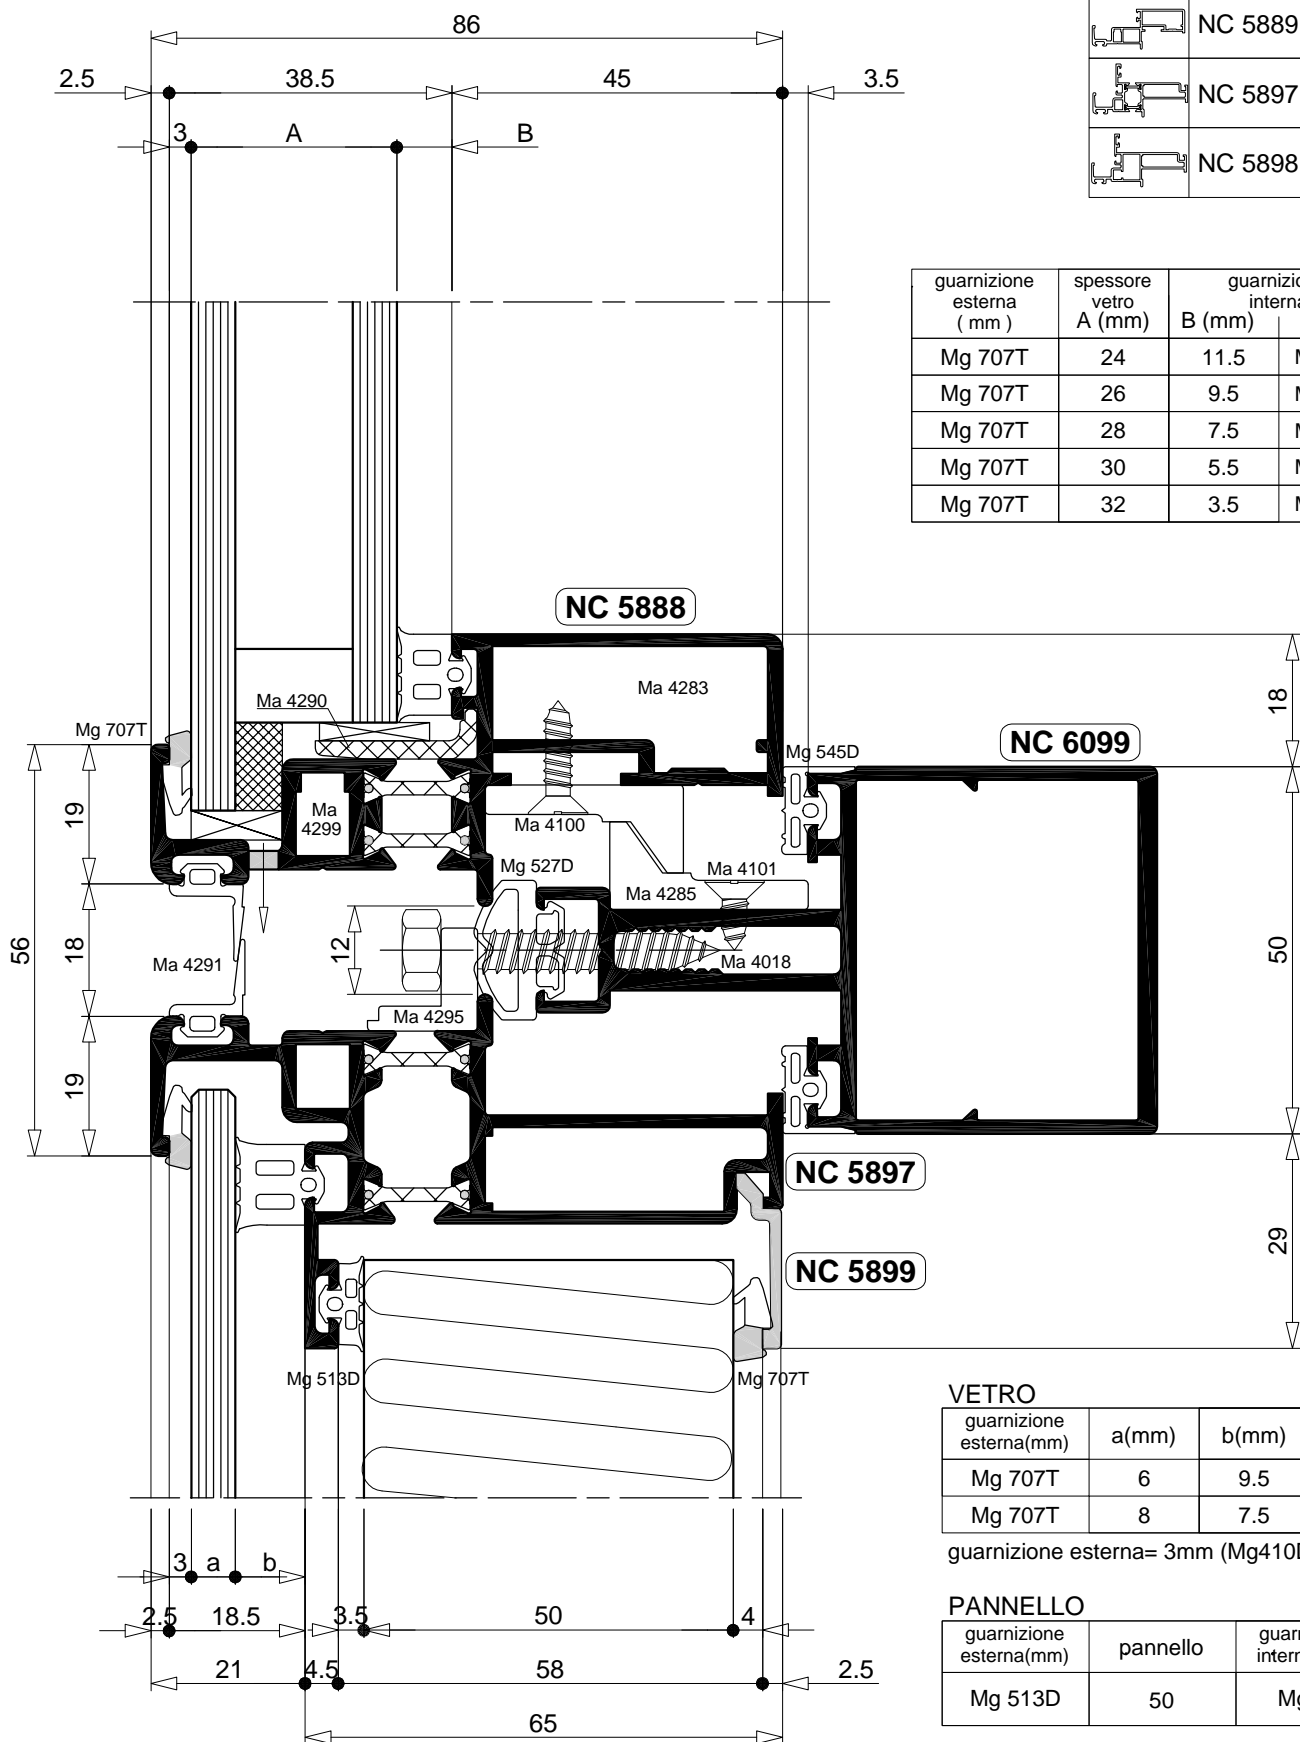 86
NC 5889
2.5 38.5 45 3.5
NC 5897
3 A B
NC 5898
guarnizione esterna ( mm )
spessore vetro A (mm)
B (mm)
Mg 707T 24 11.5
Mg 707T 26 9.5
Mg 707T 28 7.5
Mg 707T 30 5.5
Mg 707T 32 3.5
NC 5888
Ma 4283
18
Ma 4290
Mg 707T
NC 6099
Mg 545D
19
Ma
4299
Ma 4100
Mg 527D
Ma 4101
Ma 4285
56
18
12
50
Ma 4291
Ma 4018
Ma 4295
19
NC 5897
29
NC 5899
Mg 513D
Mg 707T
VETRO
guarnizione
esterna(mm)
a(mm) b(mm)
Mg 707T 6 9.5
Mg 707T 8 7.5
guarnizione esterna= 3mm
3 a b
PANNELLO
2.5 18.5 3.5 50 4
guarnizione
esterna(mm)
pannello
21 4.5 58 2.5
Mg 513D 50
65